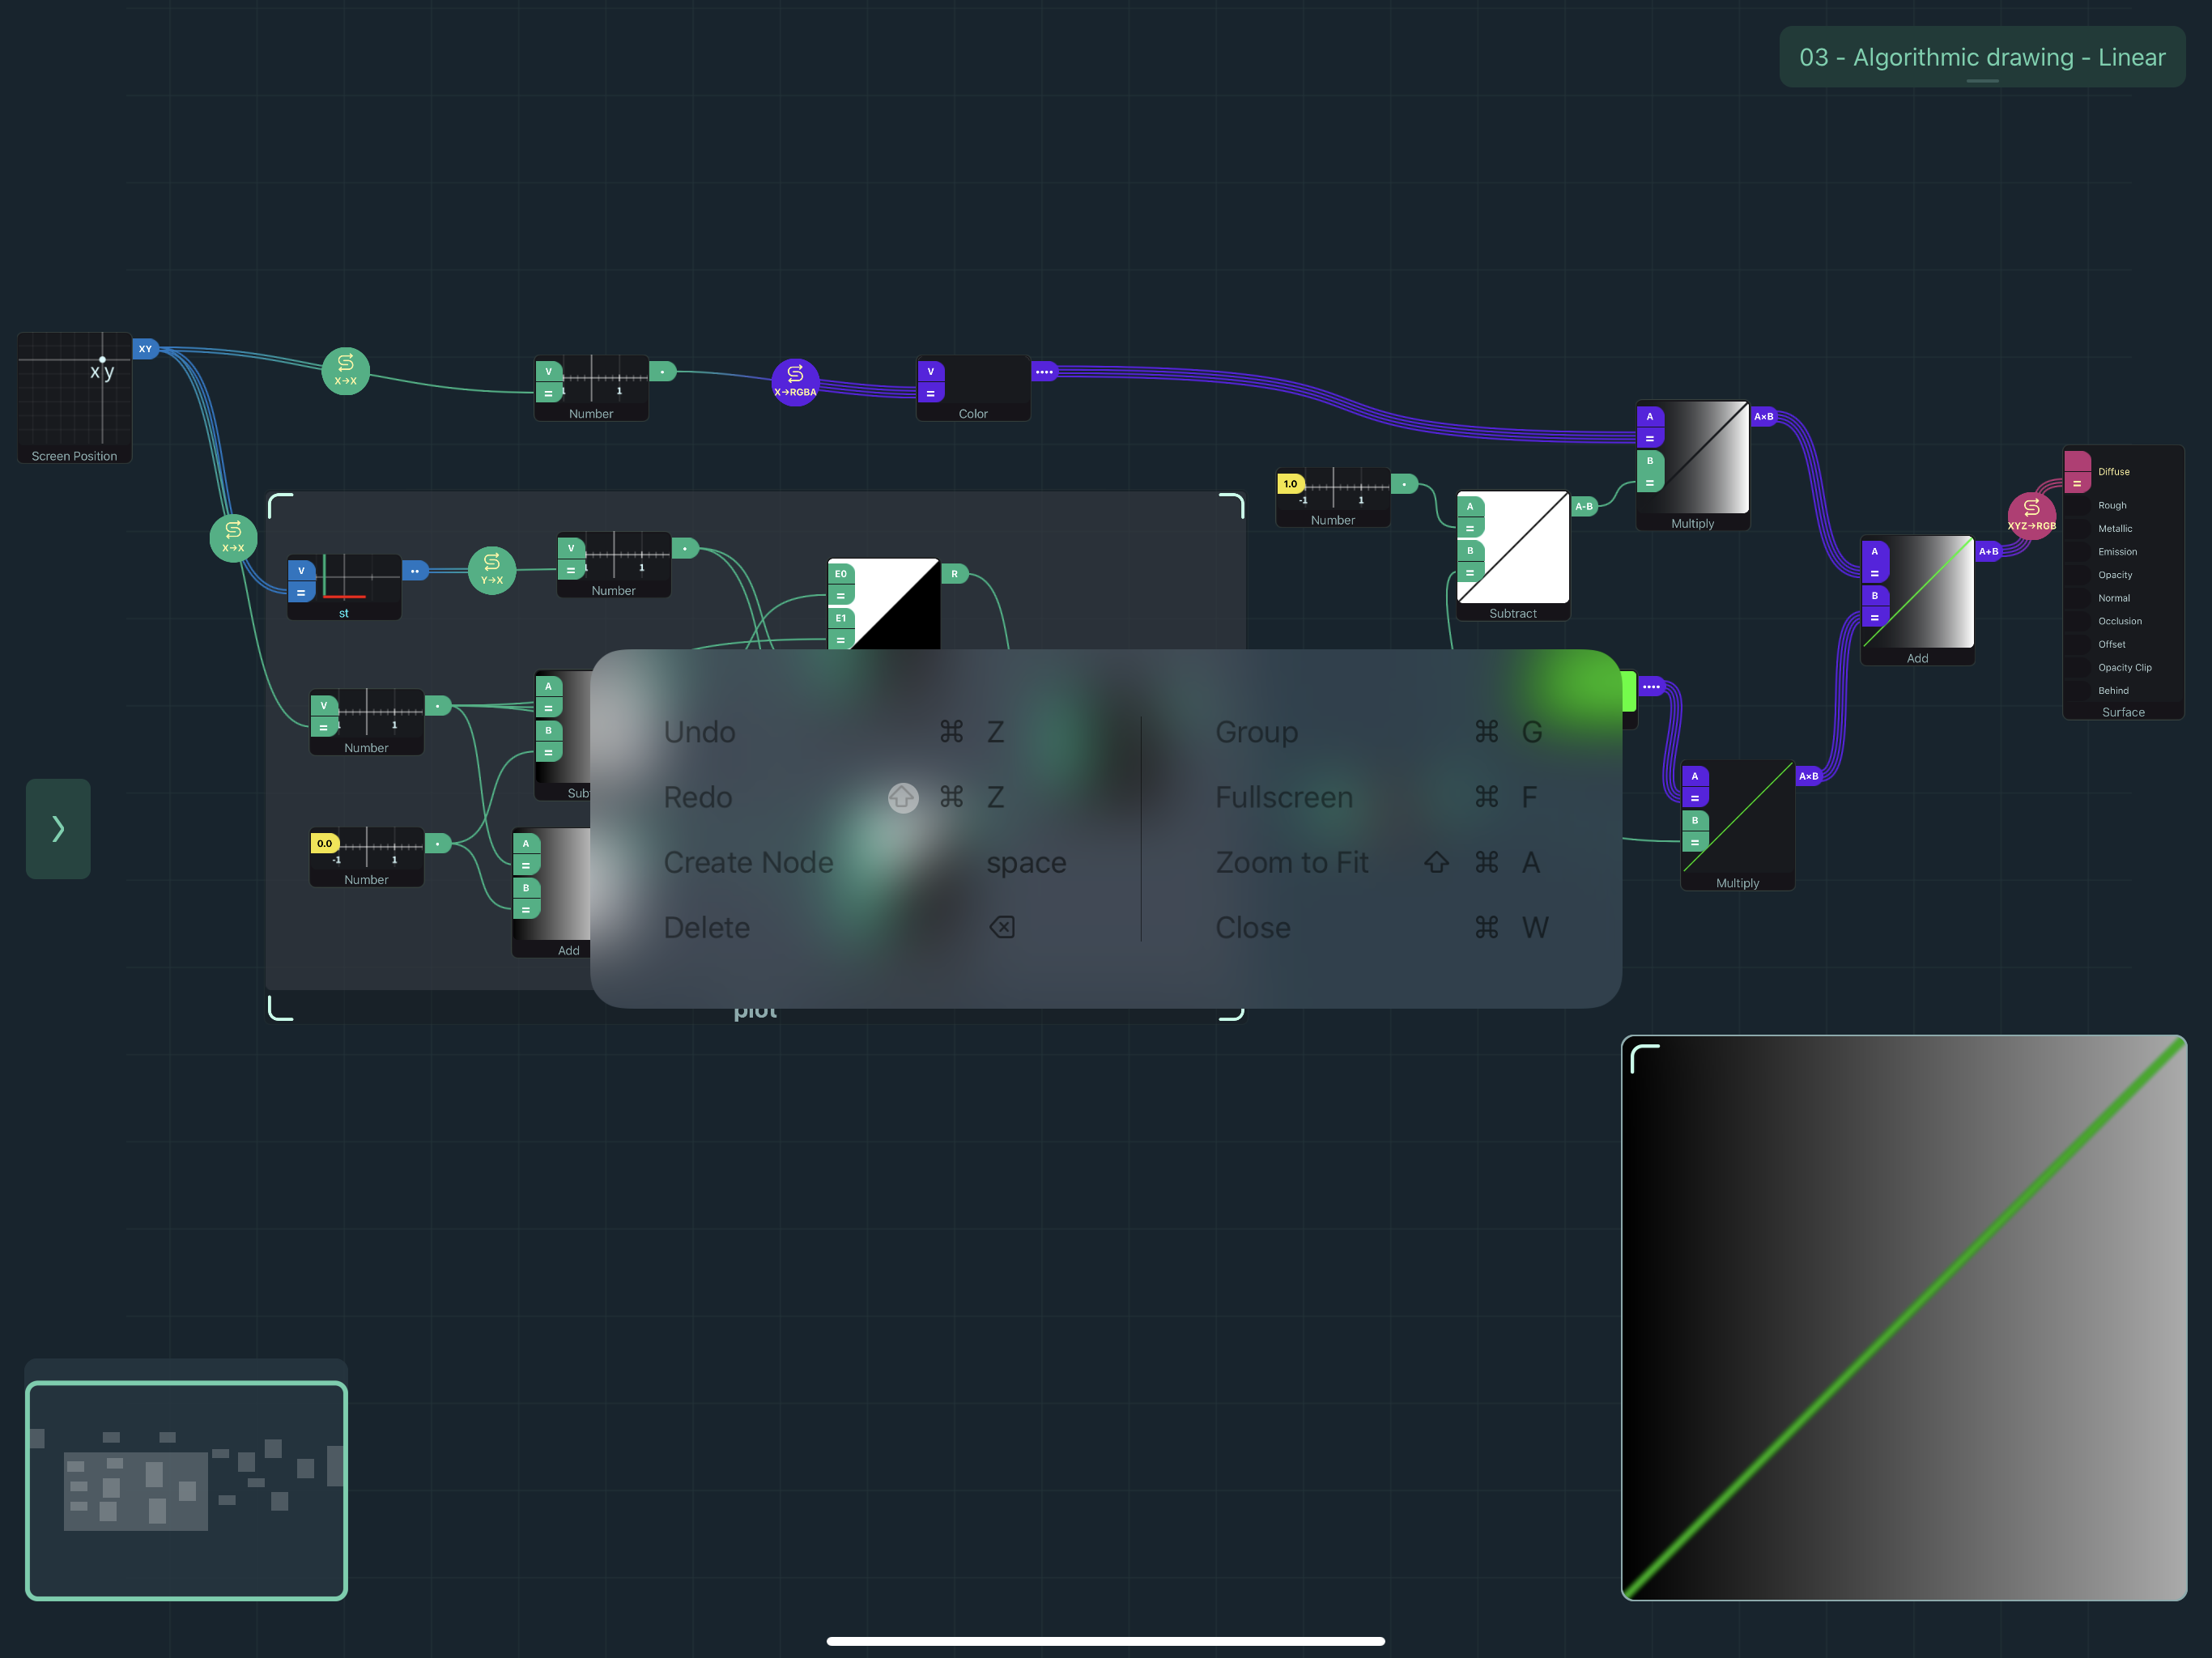 03 - Algorithmic drawing - Linear
XY
x y
Screen Position
X→X
V
=
1
Number
X→RGBA
V
=
Color
A
=
B
=
A×B
Multiply
1.0
-1
1
Number
A
=
B
=
A-B
Subtract
Diffuse
=
Rough
Metallic
Emission
Opacity
Normal
Occlusion
Offset
Opacity Clip
Behind
Surface
XYZ→RGB
A
=
B
=
A+B
Add
X→X
V
=
st
Y→X
V
=
1
Number
E0
=
E1
=
R
V
=
1
Number
A
=
B
=
0.0
-1
1
Number
A
=
B
=
Add
A
=
B
=
A×B
Multiply
Undo ⌘ Z
Redo ⇧ ⌘ Z
Create Node space
Delete ⌫
Group ⌘ G
Fullscreen ⌘ F
Zoom to Fit ⇧ ⌘ A
Close ⌘ W
plot